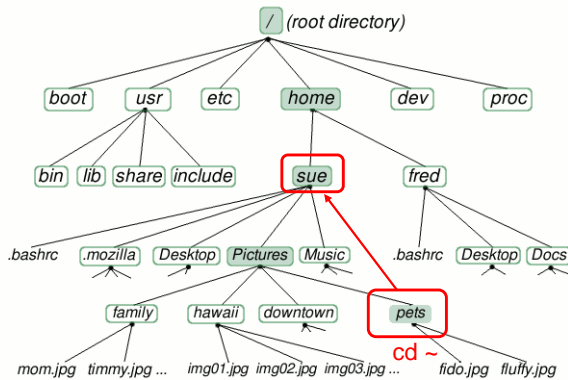 / (root directory)
boot usr etc home dev proc
bin lib share include sue fred
.bashrc .mozilla Desktop Pictures Music .bashrc Desktop Docs
family hawaii downtown pets
cd ~
mom.jpg timmy.jpg ... img01.jpg img02.jpg img03.jpg ... fido.jpg fluffy.jpg